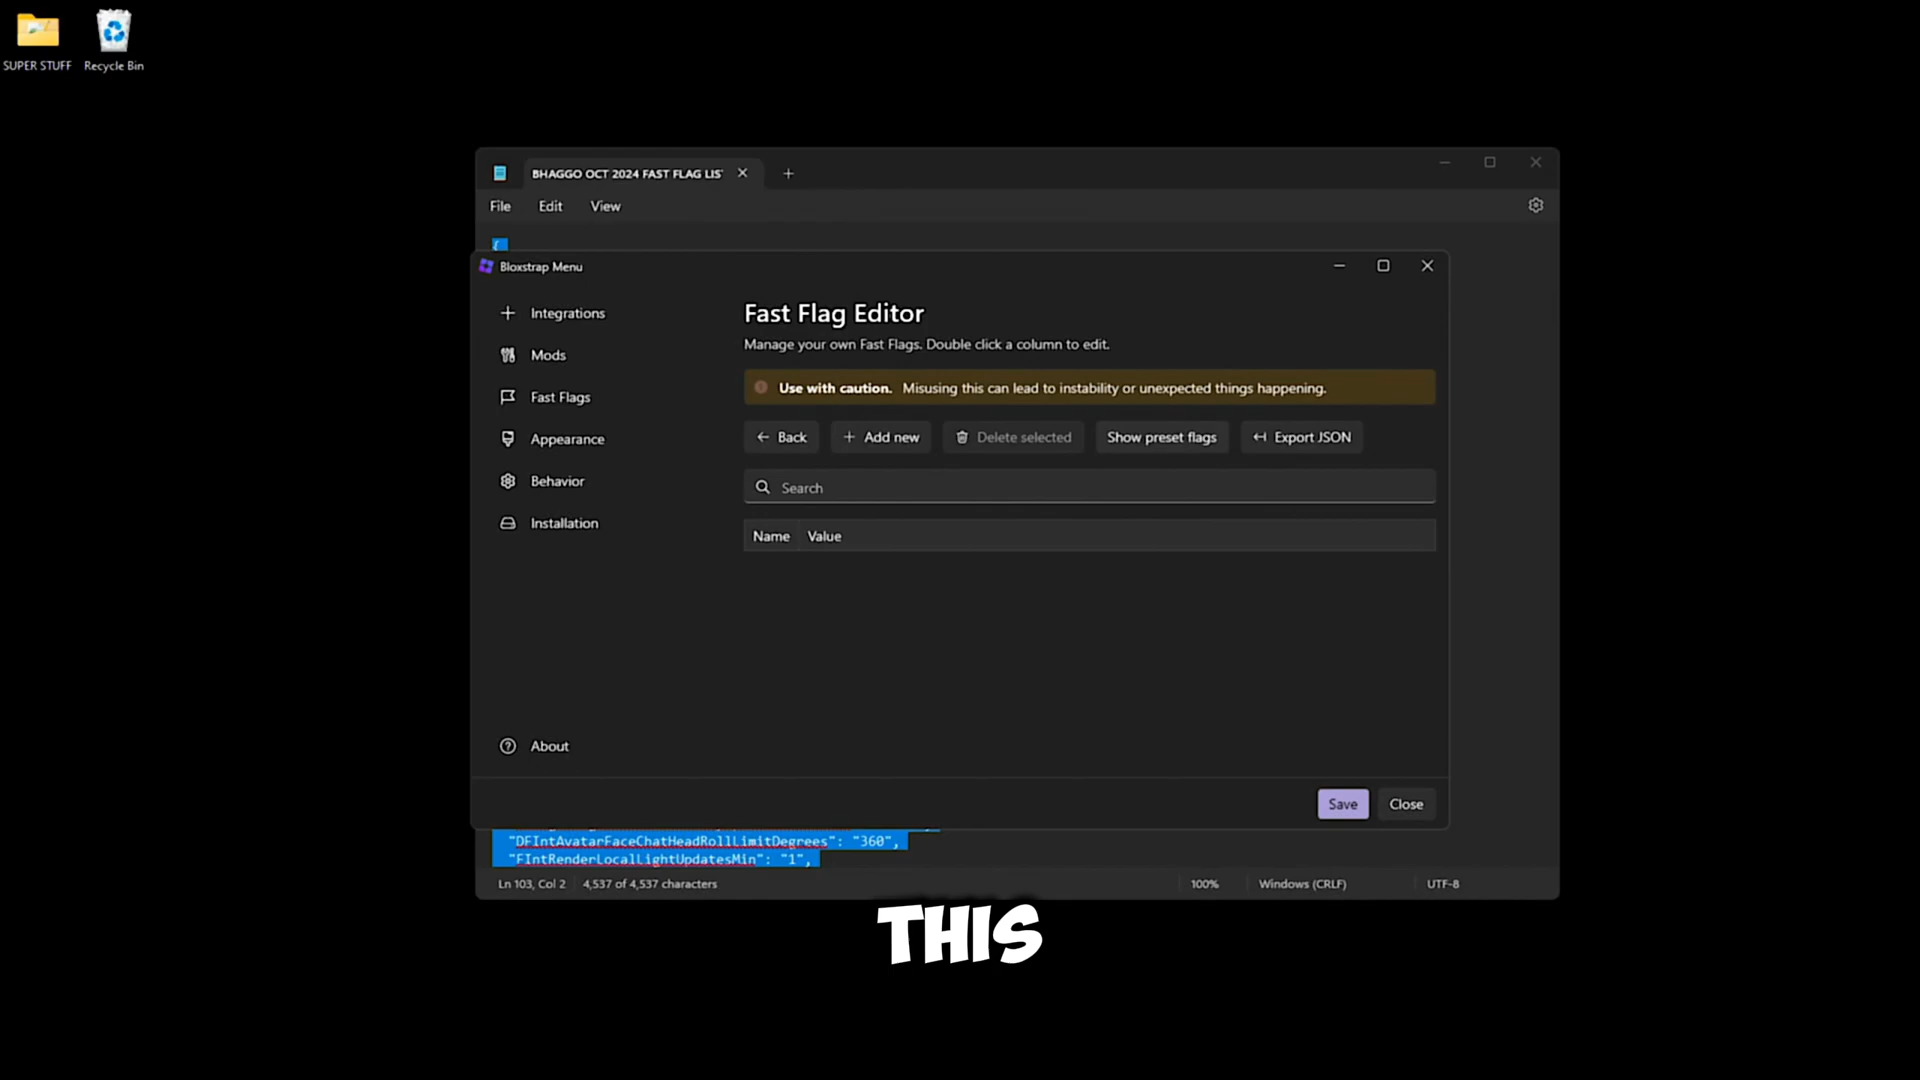 SUPER STUFF
Recycle Bin
BHAGGO OCT 2024 FAST FLAG LIS
File Edit View
{
Bloxstrap Menu
Integrations
Mods
Fast Flags
Appearance
Behavior
Installation
About
Fast Flag Editor
Manage your own Fast Flags. Double click a column to edit.
Use with caution. Misusing this can lead to instability or unexpected things happening.
Back
Add new
Delete selected
Show preset flags
Export JSON
Search
Name Value
Save
Close
"DFIntAvatarFaceChatHeadRollLimitDegrees": "360",
"FIntRenderLocalLightUpdatesMin": "1",
Ln 103, Col 2 4,537 of 4,537 characters 100% Windows (CRLF) UTF-8
THIS